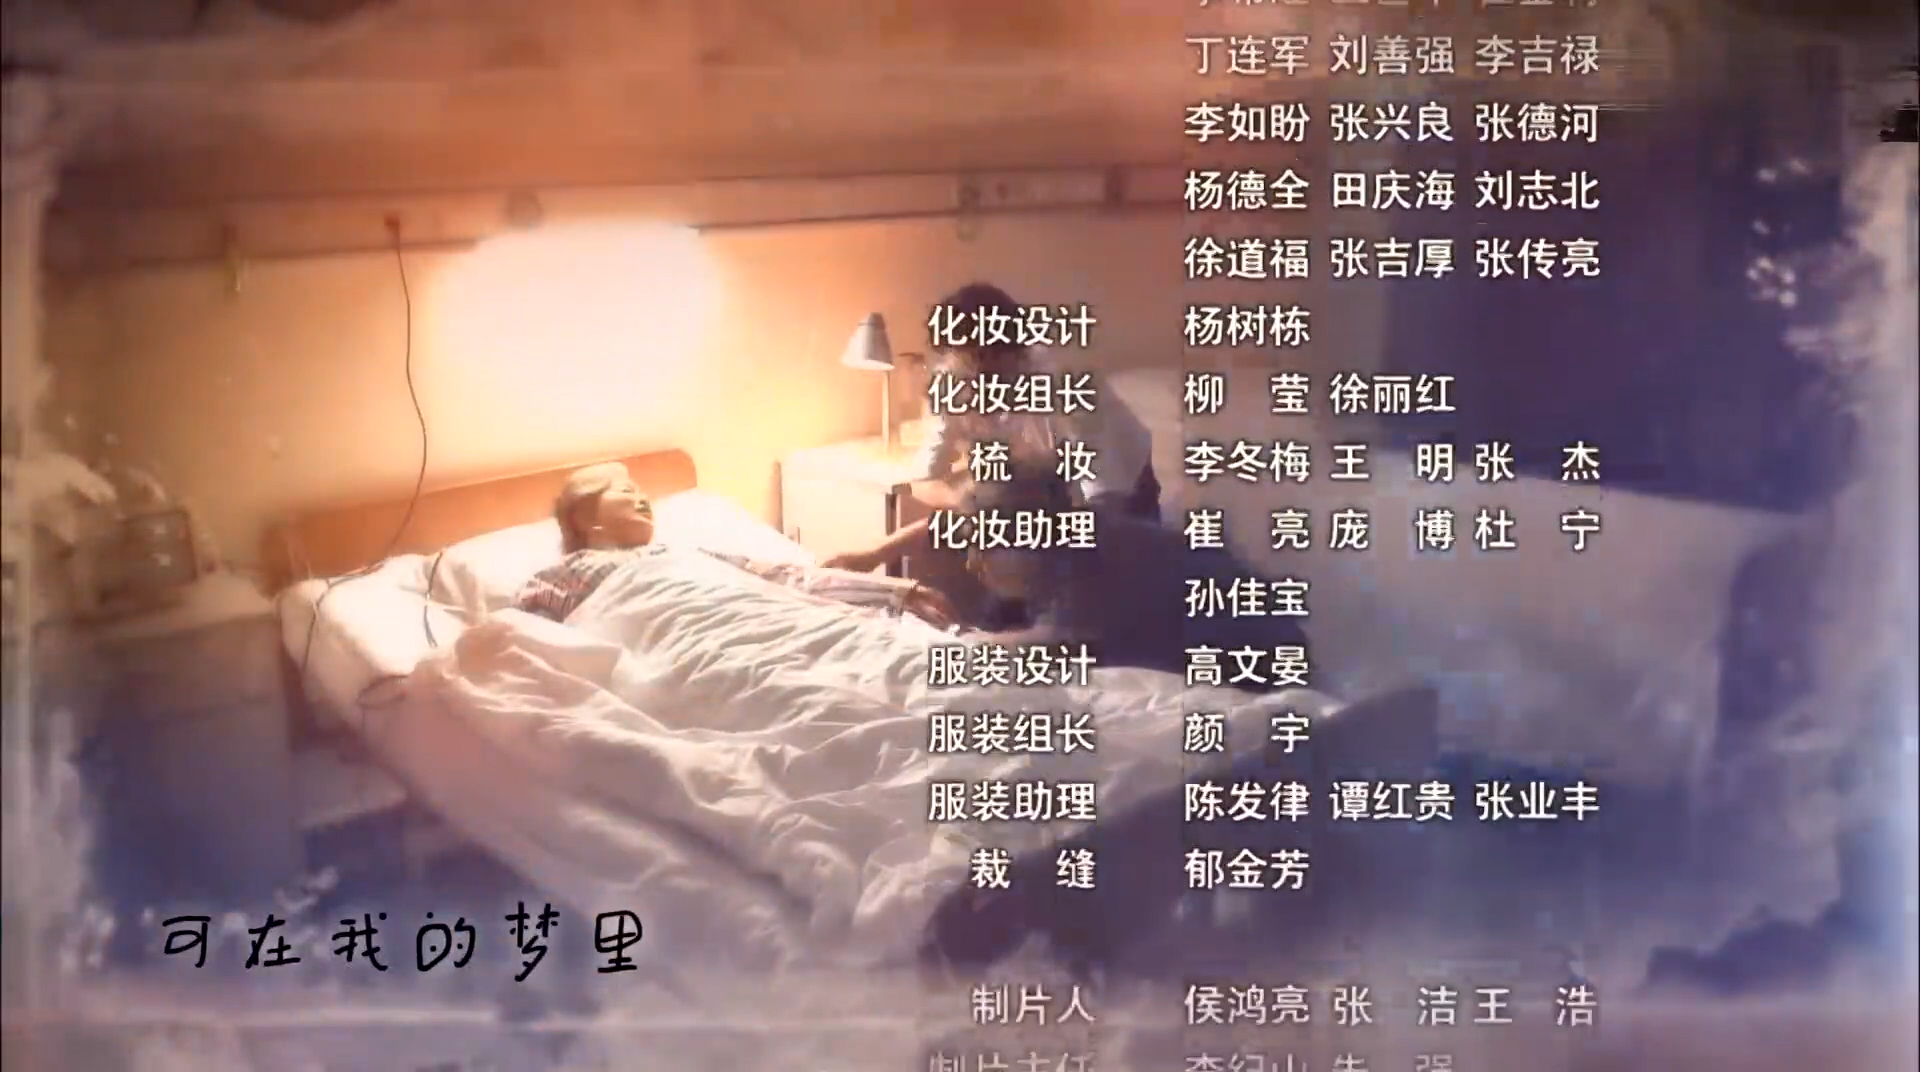 丁连军 刘善强 李吉禄
李如盼 张兴良 张德河
杨德全 田庆海 刘志北
徐道福 张吉厚 张传亮
化妆设计 杨树栋
化妆组长 柳 莹 徐丽红
梳 妆 李冬梅 王 明 张 杰
化妆助理 崔 亮 庞 博 杜 宁
孙佳宝
服装设计 高文晏
服装组长 颜 宇
服装助理 陈发律 谭红贵 张业丰
裁 缝 郁金芳
可在我的梦里
制片人 侯鸿亮 张 洁 王 浩